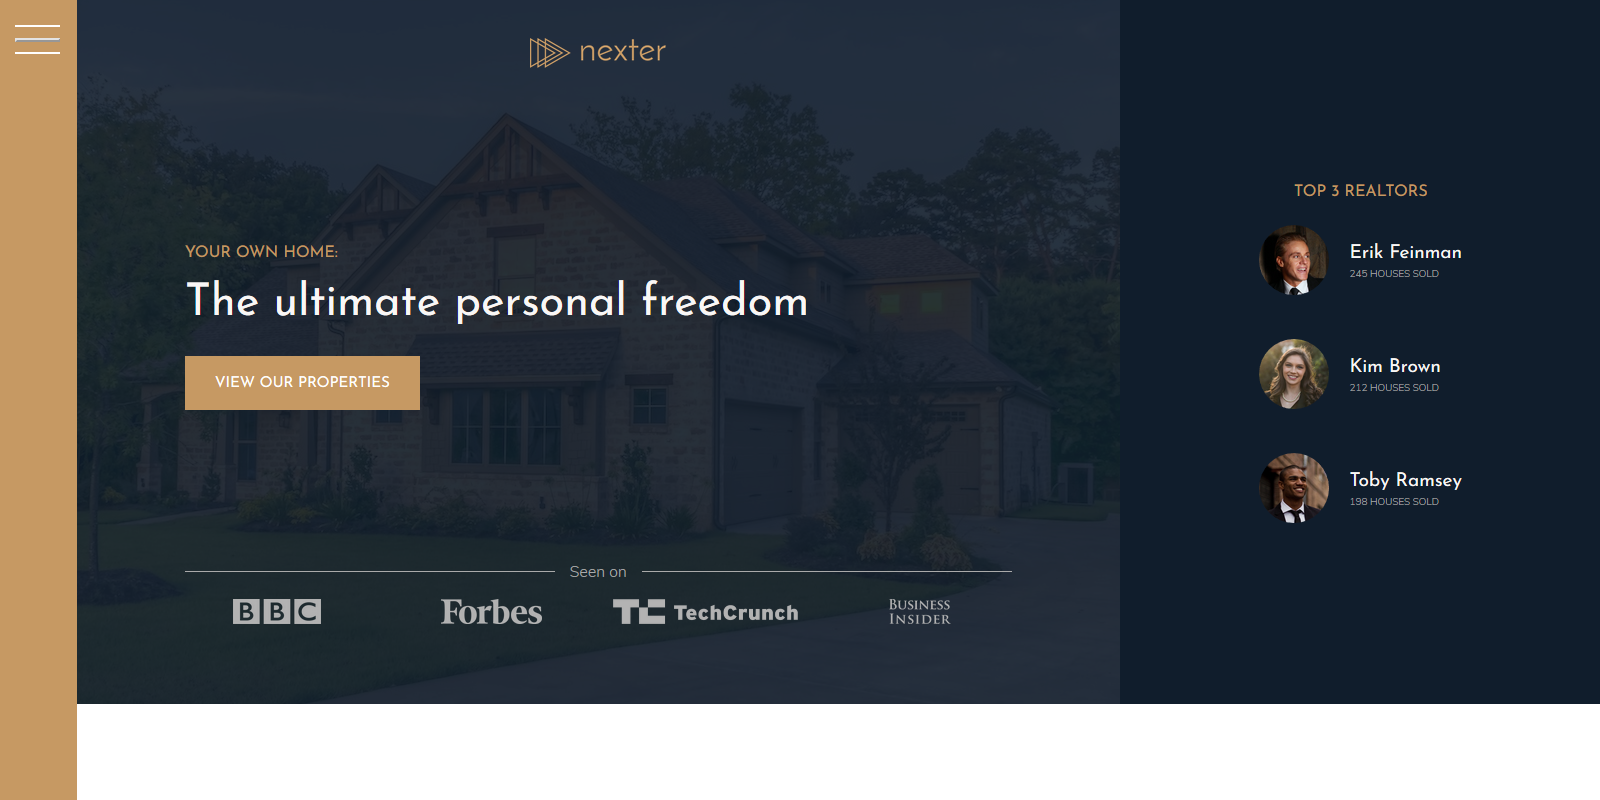 nexter
YOUR OWN HOME:
The ultimate personal freedom
VIEW OUR PROPERTIES
Seen on
BBC
Forbes
TC TechCrunch
BUSINESS
INSIDER
TOP 3 REALTORS
Erik Feinman
245 HOUSES SOLD
Kim Brown
212 HOUSES SOLD
Toby Ramsey
198 HOUSES SOLD